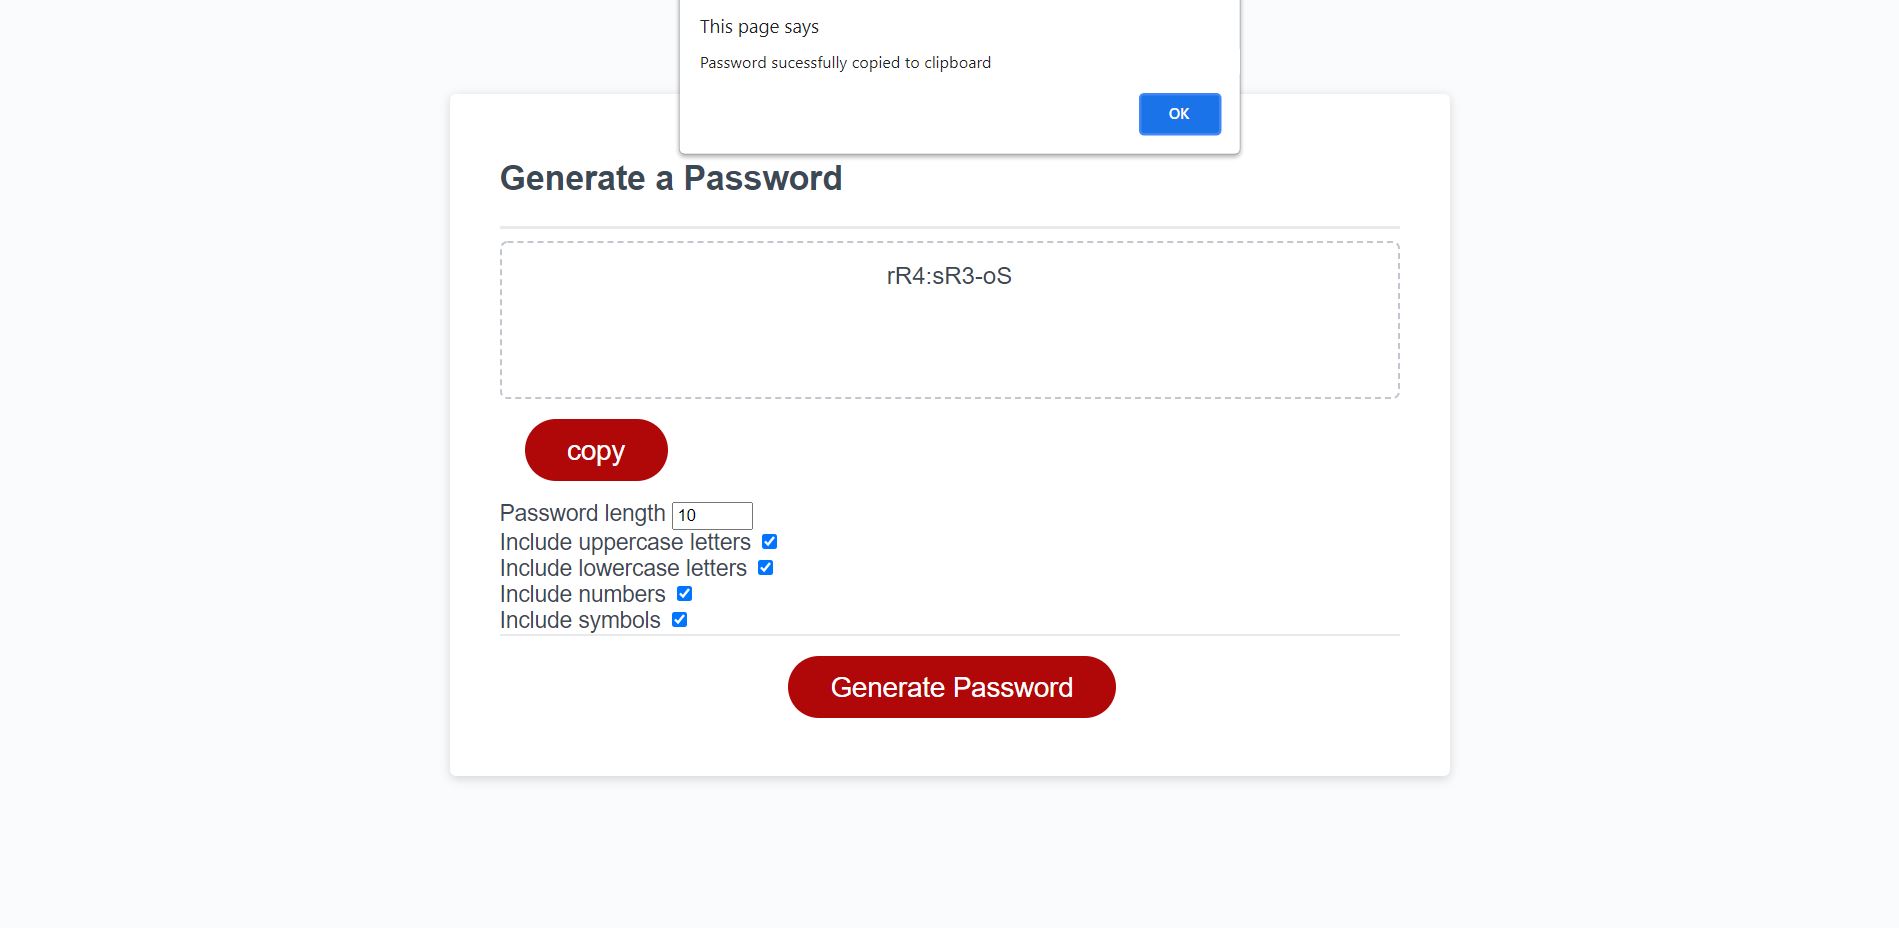 This page says
Password sucessfully copied to clipboard
OK
Generate a Password
rR4:sR3-oS
copy
Password length 10
Include uppercase letters
Include lowercase letters
Include numbers
Include symbols
Generate Password